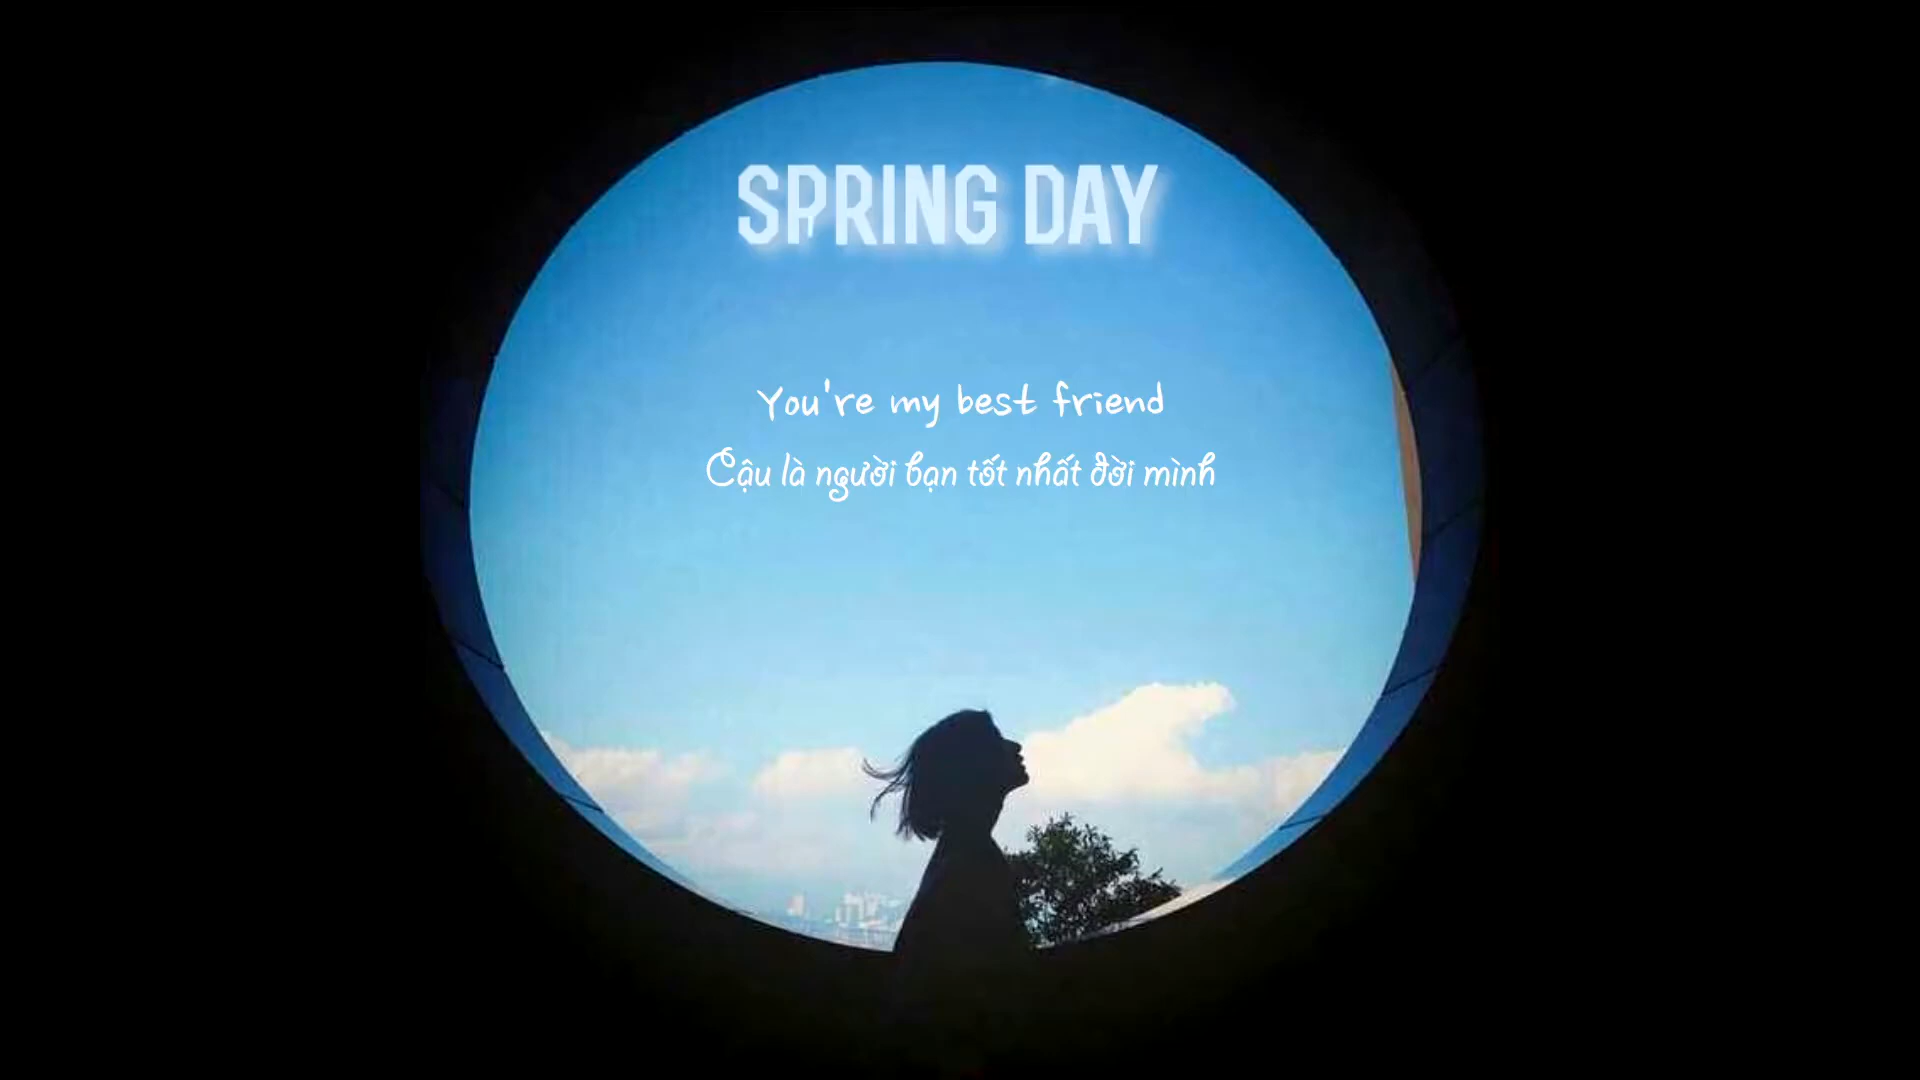 SPRING DAY
You're my best friend
Cậu là người bạn tốt nhất đời mình